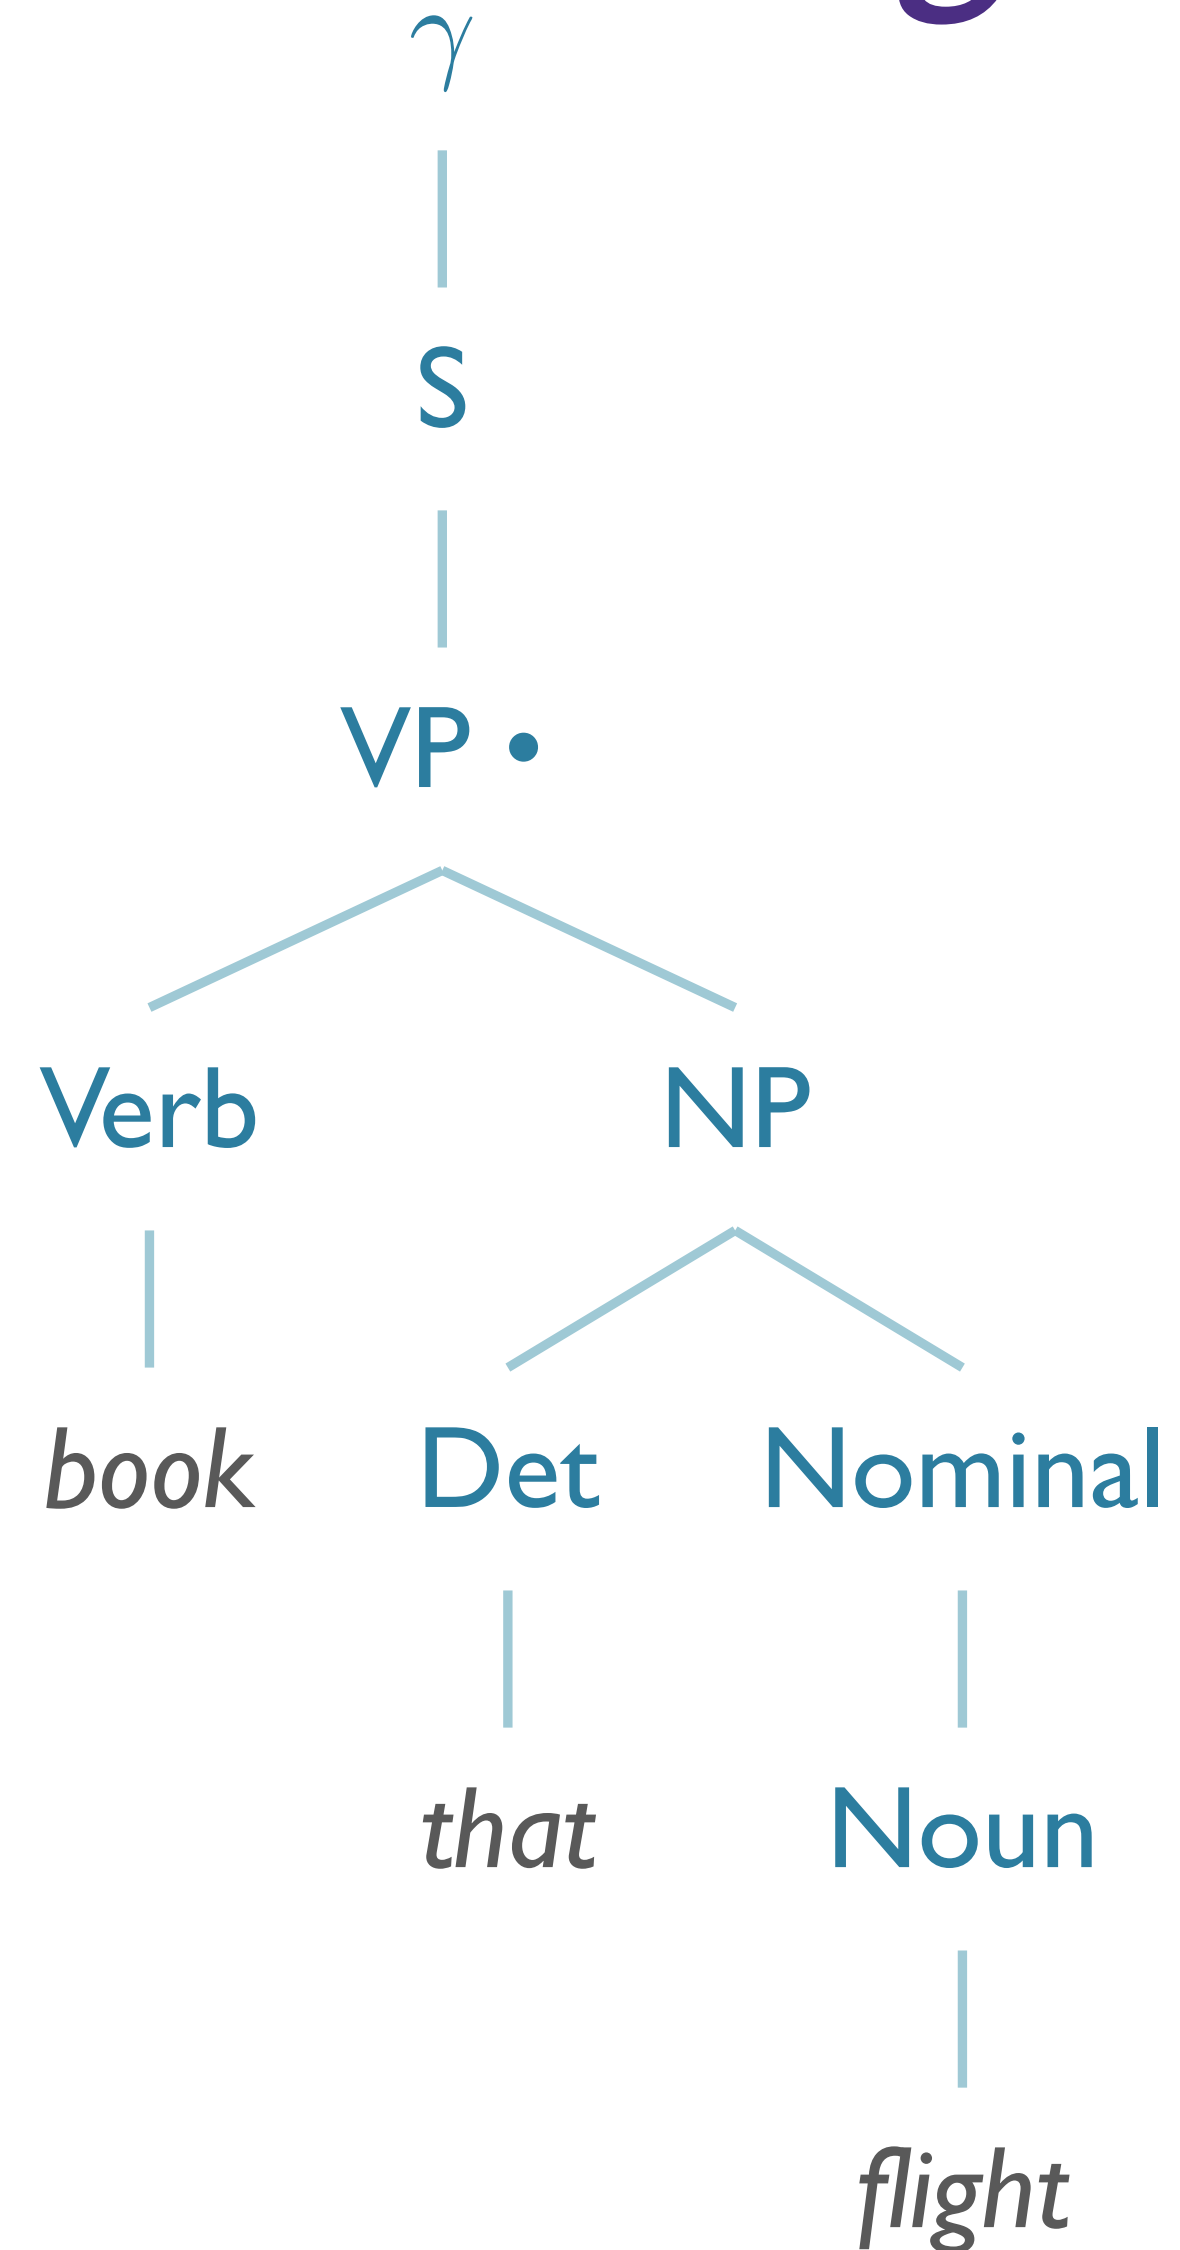 γ
S
VP •
Verb NP
book Det Nominal
that Noun
flight